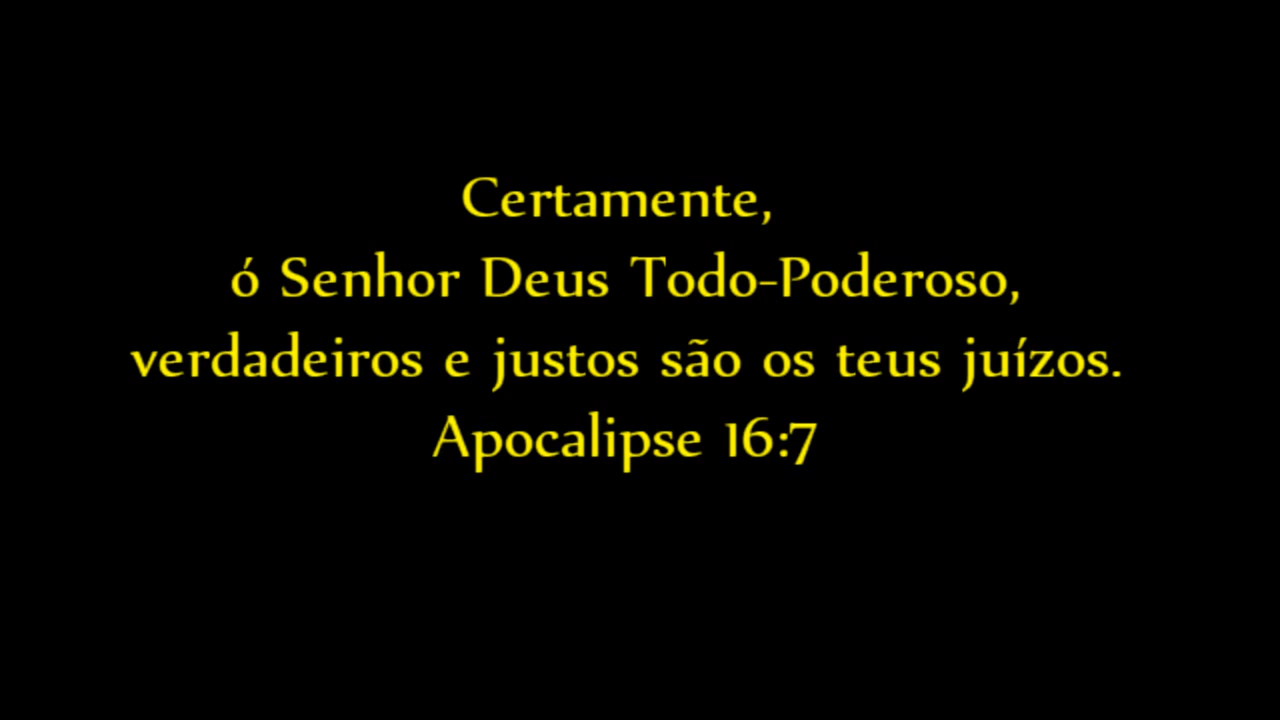 Certamente,
ó Senhor Deus Todo-Poderoso,
verdadeiros e justos são os teus juízos.
Apocalipse 16:7